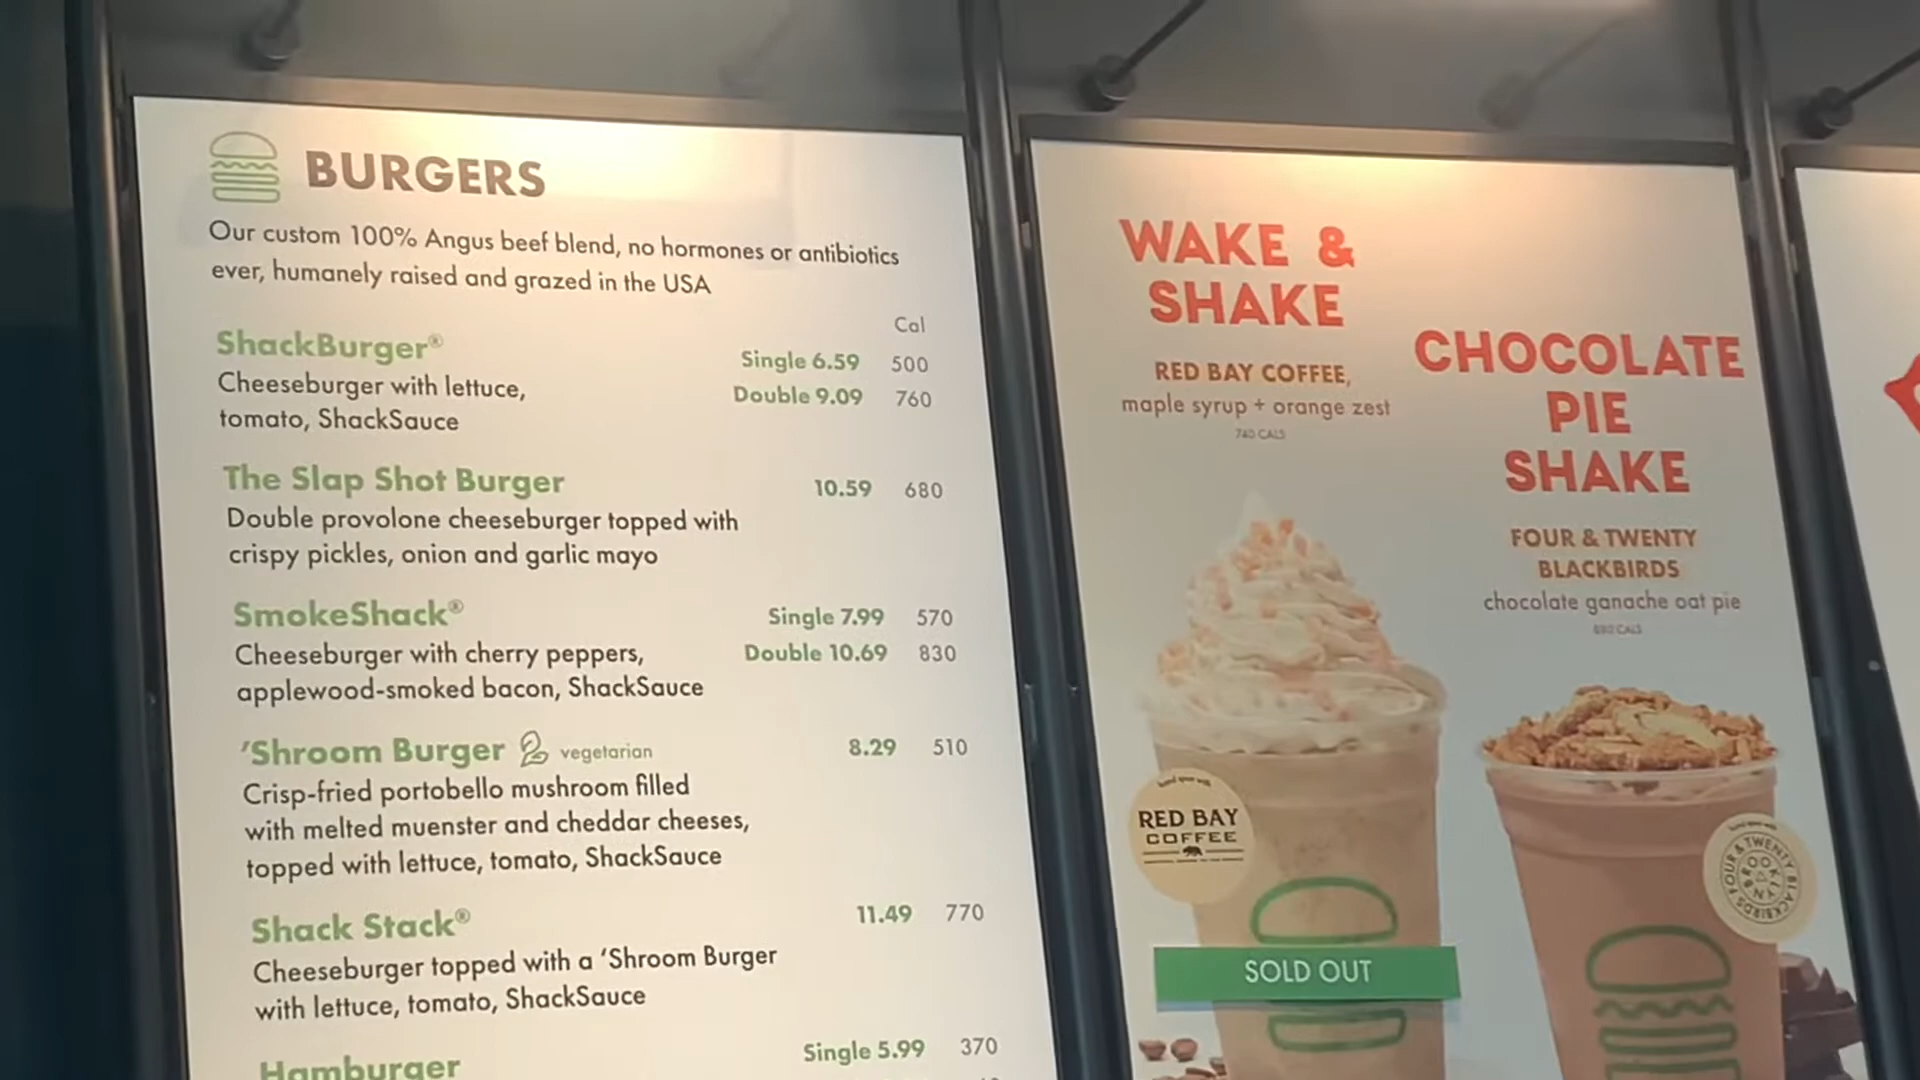 BURGERS
Our custom 100% Angus beef blend, no hormones or antibiotics
ever, humanely raised and grazed in the USA
Cal
ShackBurger®
Single 6.59 500
Cheeseburger with lettuce,
Double 9.09 760
tomato, ShackSauce
The Slap Shot Burger 10.59 680
Double provolone cheeseburger topped with
crispy pickles, onion and garlic mayo
SmokeShack® Single 7.99 570
Cheeseburger with cherry peppers, Double 10.69 830
applewood-smoked bacon, ShackSauce
'Shroom Burger vegetarian 8.29 510
Crisp-fried portobello mushroom filled
with melted muenster and cheddar cheeses,
topped with lettuce, tomato, ShackSauce
Shack Stack® 11.49 770
Cheeseburger topped with a 'Shroom Burger
with lettuce, tomato, ShackSauce
Hamburger Single 5.99 370
WAKE &
SHAKE
RED BAY COFFEE,
maple syrup + orange zest
740 CALS
CHOCOLATE
PIE
SHAKE
FOUR & TWENTY
BLACKBIRDS
chocolate ganache oat pie
CALS
RED BAY
COFFEE
FOUR & TWENTY BLACKBIRDS
BROOKLYN
SOLD OUT